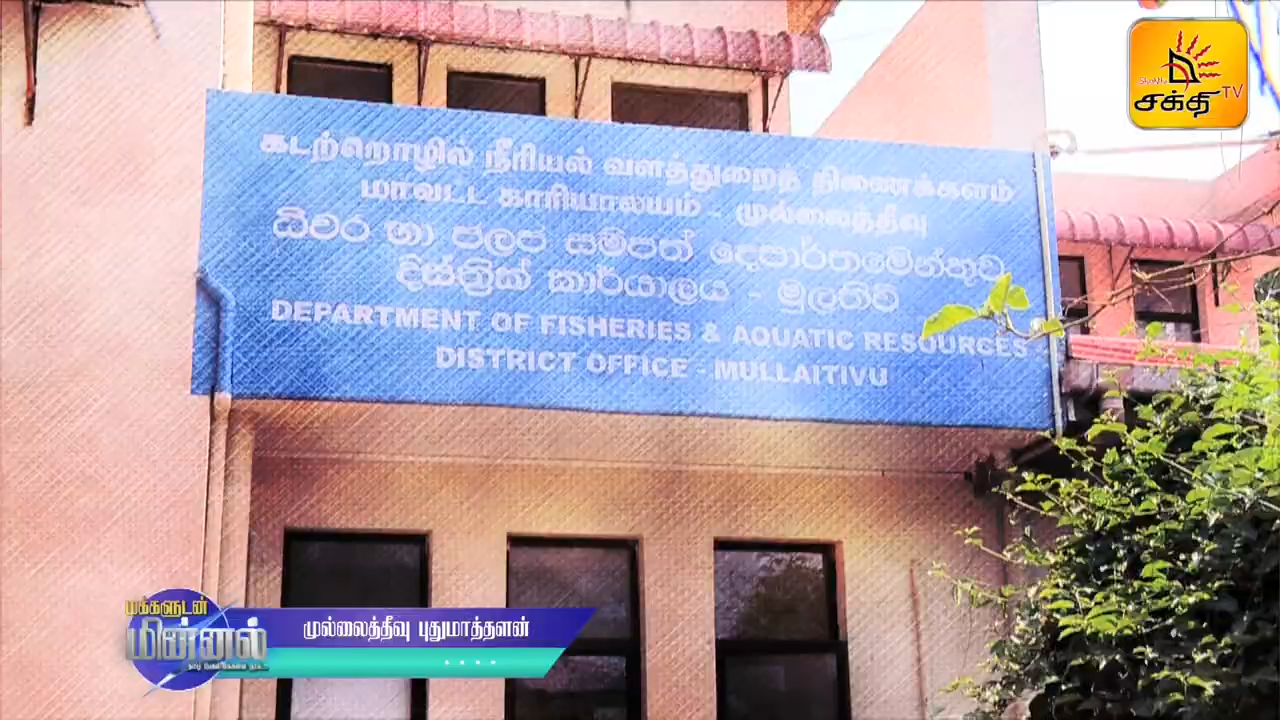 Shakthi
சக்தி TV
கடற்றொழில் நீரியல் வளத்துறைத் திணைக்களம்
மாவட்ட காரியாலயம் - முல்லைத்தீவு
ධීවර හා ජලජ සම්පත් දෙපාර්තමේන්තුව
දිස්ත්‍රික් කාර්යාලය - මුලතිව්
DEPARTMENT OF FISHERIES & AQUATIC RESOURCES
DISTRICT OFFICE - MULLAITIVU
மக்களுடன்
மின்னல்
முல்லைத்தீவு புதுமாத்தளன்